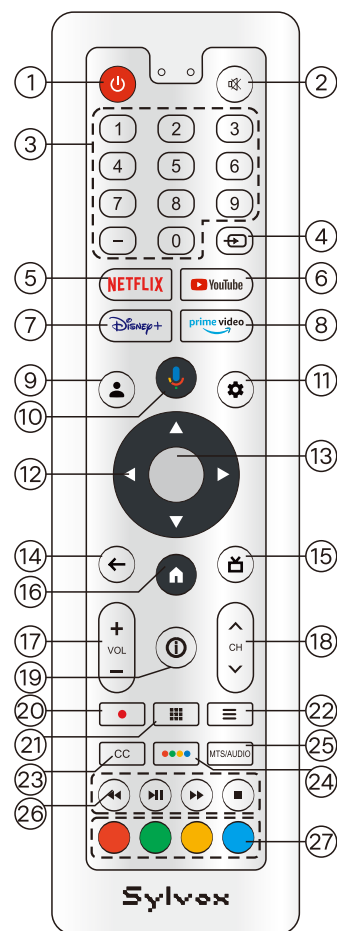 1 2
3 1 2 3
4 5 6
7 8 9
– 0 4
5 NETFLIX YouTube 6
7 Disney+ prime video 8
9 11
10
12 13
14 15
16
17 + VOL – CH 18
19
20
21 22
23 CC MTS/AUDIO 25
24
26
27
Sylvox